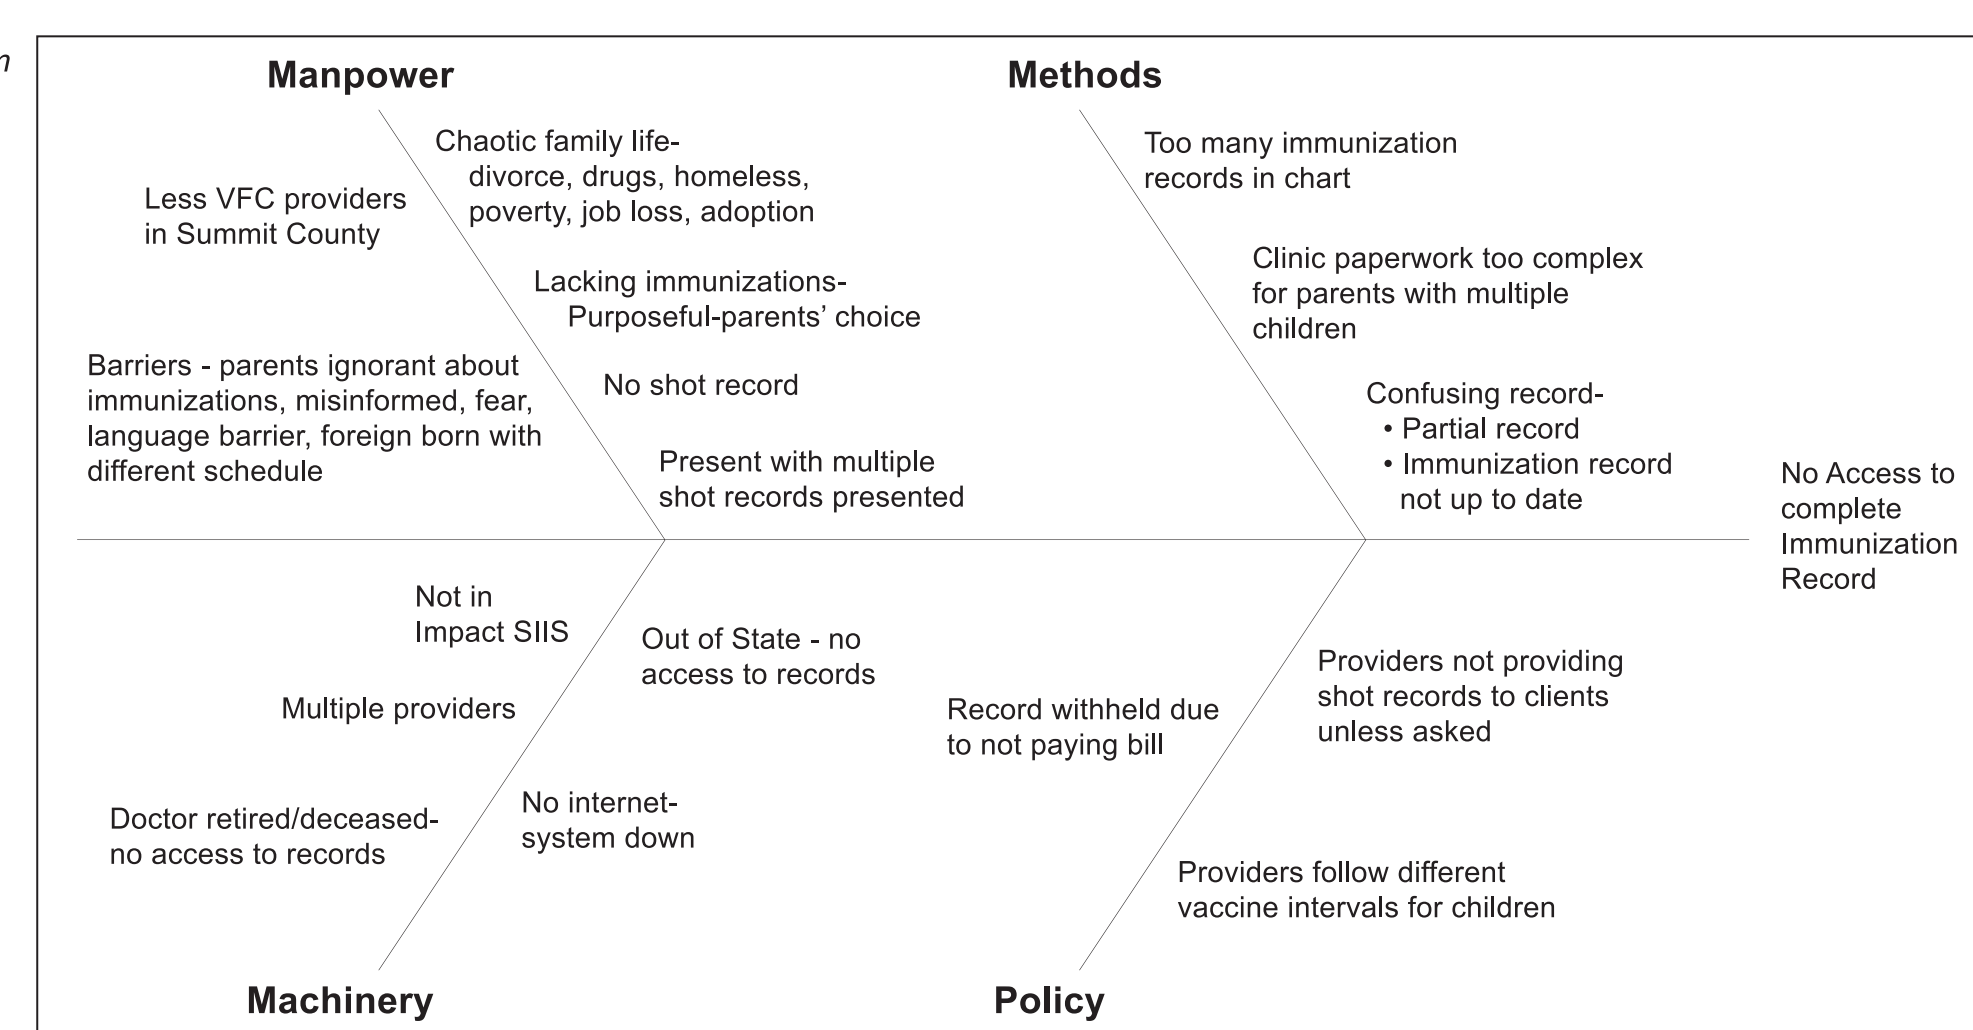 Manpower
Methods
Chaotic family life-
divorce, drugs, homeless,
poverty, job loss, adoption
Less VFC providers
in Summit County
Lacking immunizations-
Purposeful-parents’ choice
Barriers - parents ignorant about
immunizations, misinformed, fear,
language barrier, foreign born with
different schedule
No shot record
Present with multiple
shot records presented
Too many immunization
records in chart
Clinic paperwork too complex
for parents with multiple
children
Confusing record-
• Partial record
• Immunization record
not up to date
No Access to
complete
Immunization
Record
Not in
Impact SIIS
Out of State - no
access to records
Multiple providers
No internet-
system down
Doctor retired/deceased-
no access to records
Record withheld due
to not paying bill
Providers not providing
shot records to clients
unless asked
Providers follow different
vaccine intervals for children
Machinery
Policy